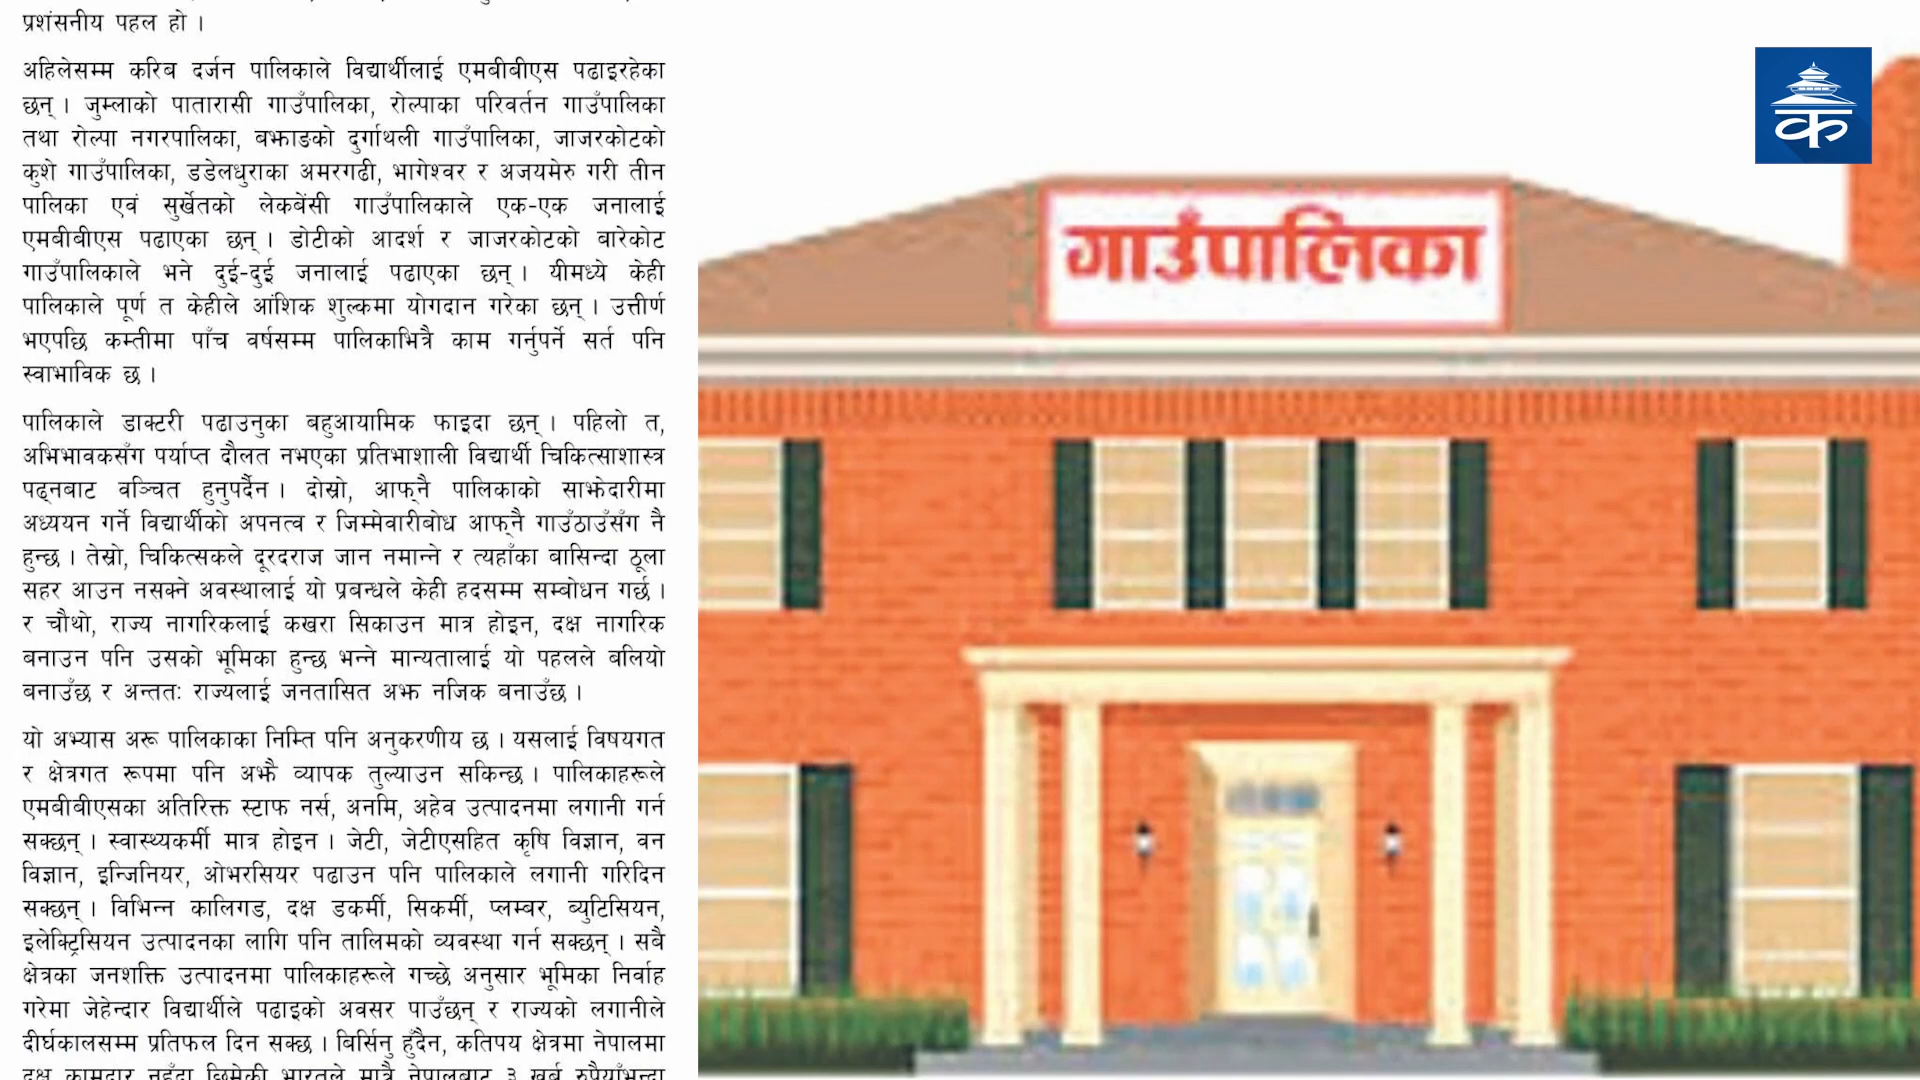 प्रशंसनीय पहल हो ।
अहिलेसम्म करिब दर्जन पालिकाले विद्यार्थीलाई एमबीबीएस पढाइरहेका
छन् । जुम्लाको पातारासी गाउँपालिका, रोल्पाका परिवर्तन गाउँपालिका
तथा रोल्पा नगरपालिका, बझाङको दुर्गाथली गाउँपालिका, जाजरकोटको
कुशे गाउँपालिका, डडेलधुराका अमरगढी, भागेश्वर र अजयमेरु गरी तीन
पालिका एवं सुर्खेतको लेकबेंसी गाउँपालिकाले एक-एक जनालाई
एमबीबीएस पढाएका छन् । डोटीको आदर्श र जाजरकोटको बारेकोट
गाउँपालिकाले भने दुई-दुई जनालाई पढाएका छन् । यीमध्ये केही
पालिकाले पूर्ण त केहीले आंशिक शुल्कमा योगदान गरेका छन् । उत्तीर्ण
भएपछि कम्तीमा पाँच वर्षसम्म पालिकाभित्रै काम गर्नुपर्ने सर्त पनि
स्वाभाविक छ ।
पालिकाले डाक्टरी पढाउनुका बहुआयामिक फाइदा छन् । पहिलो त,
अभिभावकसँग पर्याप्त दौलत नभएका प्रतिभाशाली विद्यार्थी चिकित्साशास्त्र
पढ्नबाट वञ्चित हुनुपर्दैन । दोस्रो, आफ्नै पालिकाको साझेदारीमा
अध्ययन गर्ने विद्यार्थीको अपनत्व र जिम्मेवारीबोध आफ्नै गाउँठाउँसँग नै
हुन्छ । तेस्रो, चिकित्सकले दूरदराज जान नमान्ने र त्यहाँका बासिन्दा ठूला
सहर आउन नसक्ने अवस्थालाई यो प्रबन्धले केही हदसम्म सम्बोधन गर्छ ।
र चौथो, राज्य नागरिकलाई कखरा सिकाउन मात्र होइन, दक्ष नागरिक
बनाउन पनि उसको भूमिका हुन्छ भन्ने मान्यतालाई यो पहलले बलियो
बनाउँछ र अन्ततः राज्यलाई जनतासित अझ नजिक बनाउँछ ।
यो अभ्यास अरू पालिकाका निम्ति पनि अनुकरणीय छ । यसलाई विषयगत
र क्षेत्रगत रूपमा पनि अझै व्यापक तुल्याउन सकिन्छ । पालिकाहरूले
एमबीबीएसका अतिरिक्त स्टाफ नर्स, अनमि, अहेव उत्पादनमा लगानी गर्न
सक्छन् । स्वास्थ्यकर्मी मात्र होइन । जेटी, जेटीएसहित कृषि विज्ञान, वन
विज्ञान, इन्जिनियर, ओभरसियर पढाउन पनि पालिकाले लगानी गरिदिन
सक्छन् । विभिन्न कालिगड, दक्ष डकर्मी, सिकर्मी, प्लम्बर, ब्युटिसियन,
इलेक्ट्रिसियन उत्पादनका लागि पनि तालिमको व्यवस्था गर्न सक्छन् । सबै
क्षेत्रका जनशक्ति उत्पादनमा पालिकाहरूले गच्छे अनुसार भूमिका निर्वाह
गरेमा जेहेन्दार विद्यार्थीले पढाइको अवसर पाउँछन् र राज्यको लगानीले
दीर्घकालसम्म प्रतिफल दिन सक्छ । बिर्सिनु हुँदैन, कतिपय क्षेत्रमा नेपालमा
दक्ष कामदार नहुँदा छिमेकी भारतले मात्रै नेपालबाट ३ खर्ब रुपैयाँभन्दा
गाउँपालिका
क